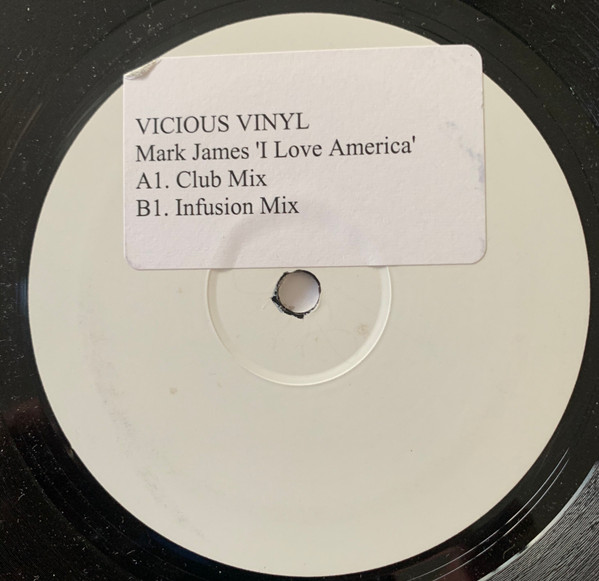 VICIOUS VINYL
Mark James 'I Love America'
A1. Club Mix
B1. Infusion Mix